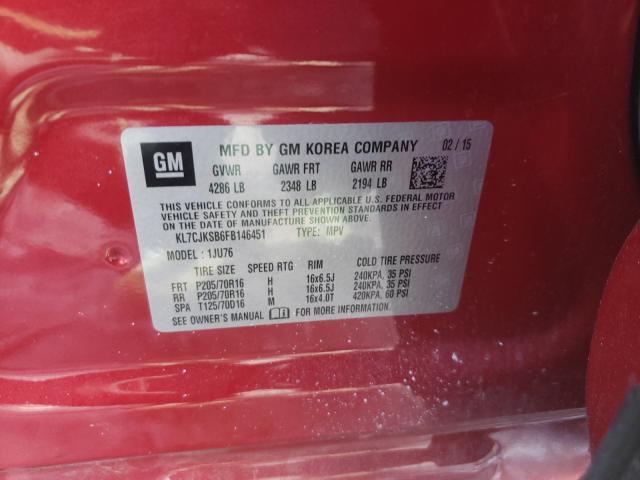 GM
MFD BY GM KOREA COMPANY 02 / 15
GVWR GAWR FRT GAWR RR
4286 LB 2348 LB 2194 LB
THIS VEHICLE CONFORMS TO ALL APPLICABLE U.S. FEDERAL MOTOR
VEHICLE SAFETY AND THEFT PREVENTION STANDARDS IN EFFECT ON
THE DATE OF MANUFACTURE SHOWN ABOVE.
KL7CJKSB6FB146451 TYPE: MPV
MODEL : 1JU76
TIRE SIZE SPEED RTG RIM COLD TIRE PRESSURE
FRT P205/70R16 H 16x6.5J 240KPA, 35 PSI
RR P205/70R16 H 16x6.5J 240KPA, 35 PSI
SPA T125/70D16 M 16x4.0T 420KPA, 60 PSI
SEE OWNER'S MANUAL FOR MORE INFORMATION.